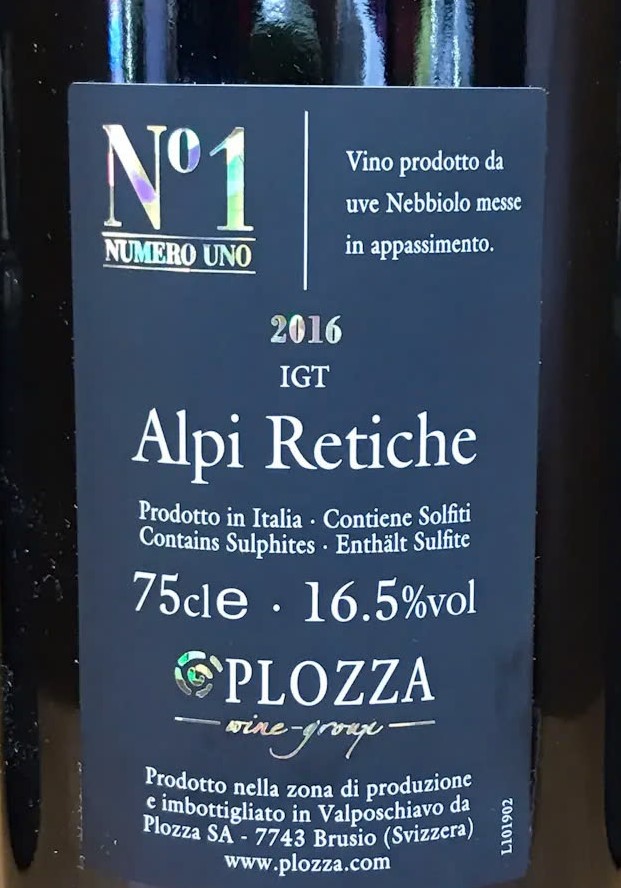 Nº1
NUMERO UNO
Vino prodotto da
uve Nebbiolo messe
in appassimento.
2016
IGT
Alpi Retiche
Prodotto in Italia · Contiene Solfiti
Contains Sulphites · Enthält Sulfite
75cl e · 16.5%vol
PLOZZA
wine-group
Prodotto nella zona di produzione
e imbottigliato in Valposchiavo da
Plozza SA - 7743 Brusio (Svizzera)
www.plozza.com
L101902